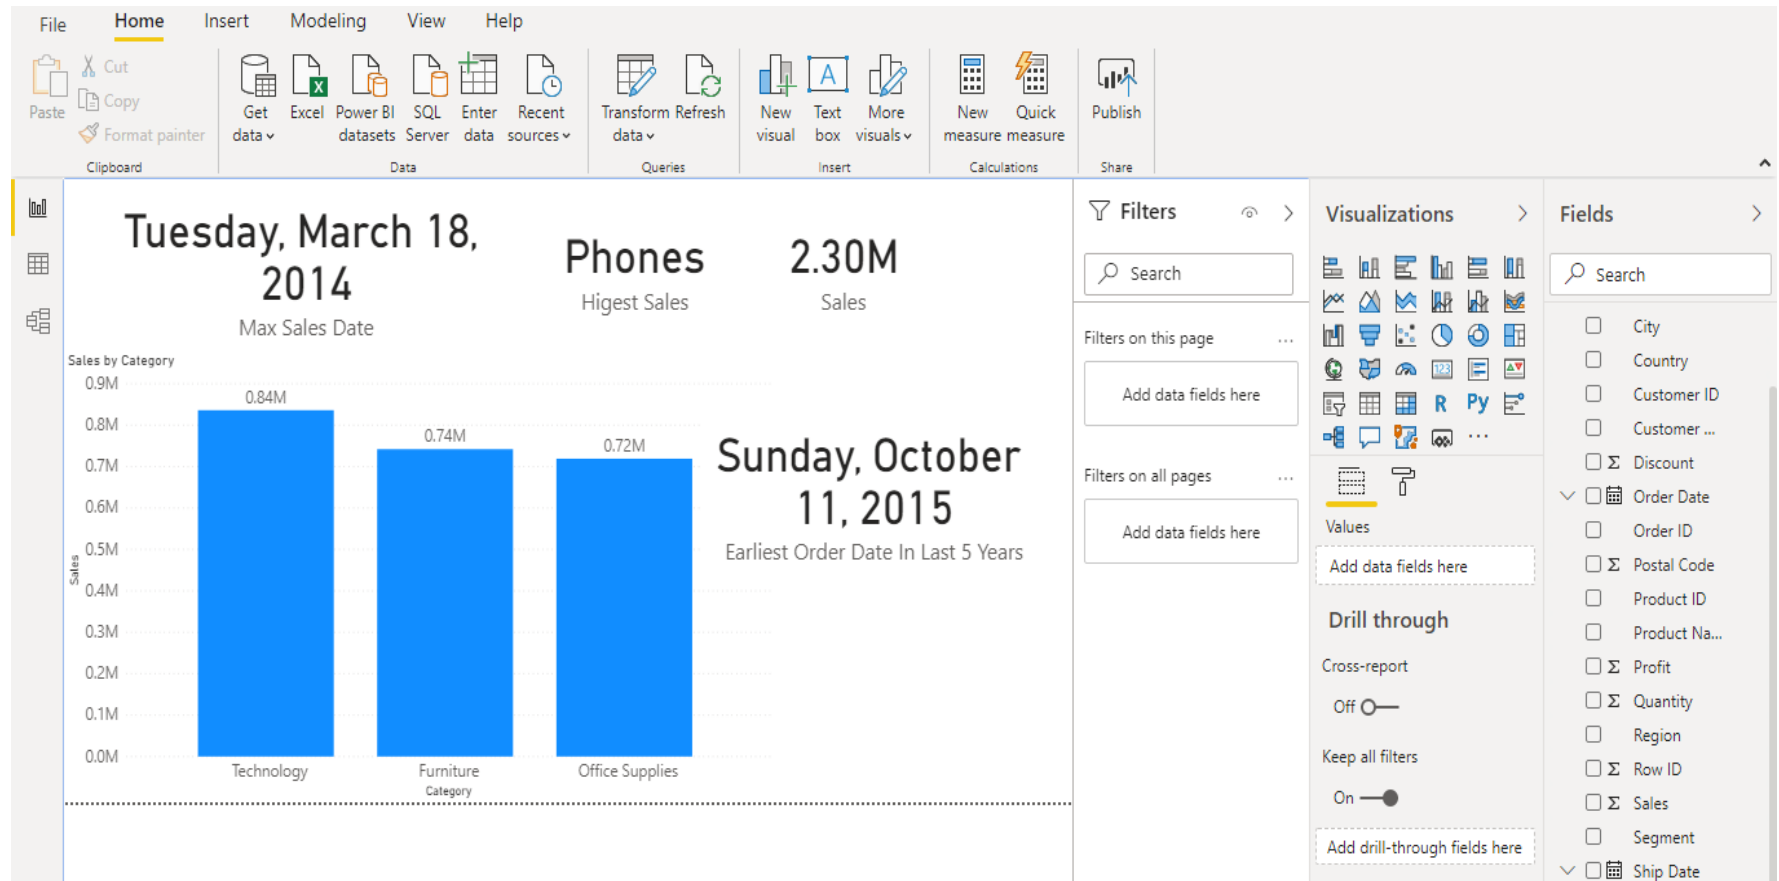 File Home Insert Modeling View Help
Paste
Cut
Copy
Format painter
Clipboard
Get
data
Excel
Power BI
datasets
SQL
Server
Enter
data
Recent
sources
Data
Transform
data
Refresh
Queries
New
visual
Text
box
More
visuals
Insert
New
measure
Quick
measure
Calculations
Publish
Share
Tuesday, March 18,
2014
Max Sales Date
Phones
Higest Sales
2.30M
Sales
Sales by Category
0.9M
0.8M
0.7M
0.6M
0.5M
0.4M
0.3M
0.2M
0.1M
0.0M
Sales
0.84M
0.74M
0.72M
Technology
Furniture
Office Supplies
Category
Sunday, October
11, 2015
Earliest Order Date In Last 5 Years
Filters
Search
Filters on this page ...
Add data fields here
Filters on all pages ...
Add data fields here
Visualizations
123
R
Py
...
Values
Add data fields here
Drill through
Cross-report
Off
Keep all filters
On
Add drill-through fields here
Fields
Search
City
Country
Customer ID
Customer ...
Σ Discount
Order Date
Order ID
Σ Postal Code
Product ID
Product Na...
Σ Profit
Σ Quantity
Region
Σ Row ID
Σ Sales
Segment
Ship Date